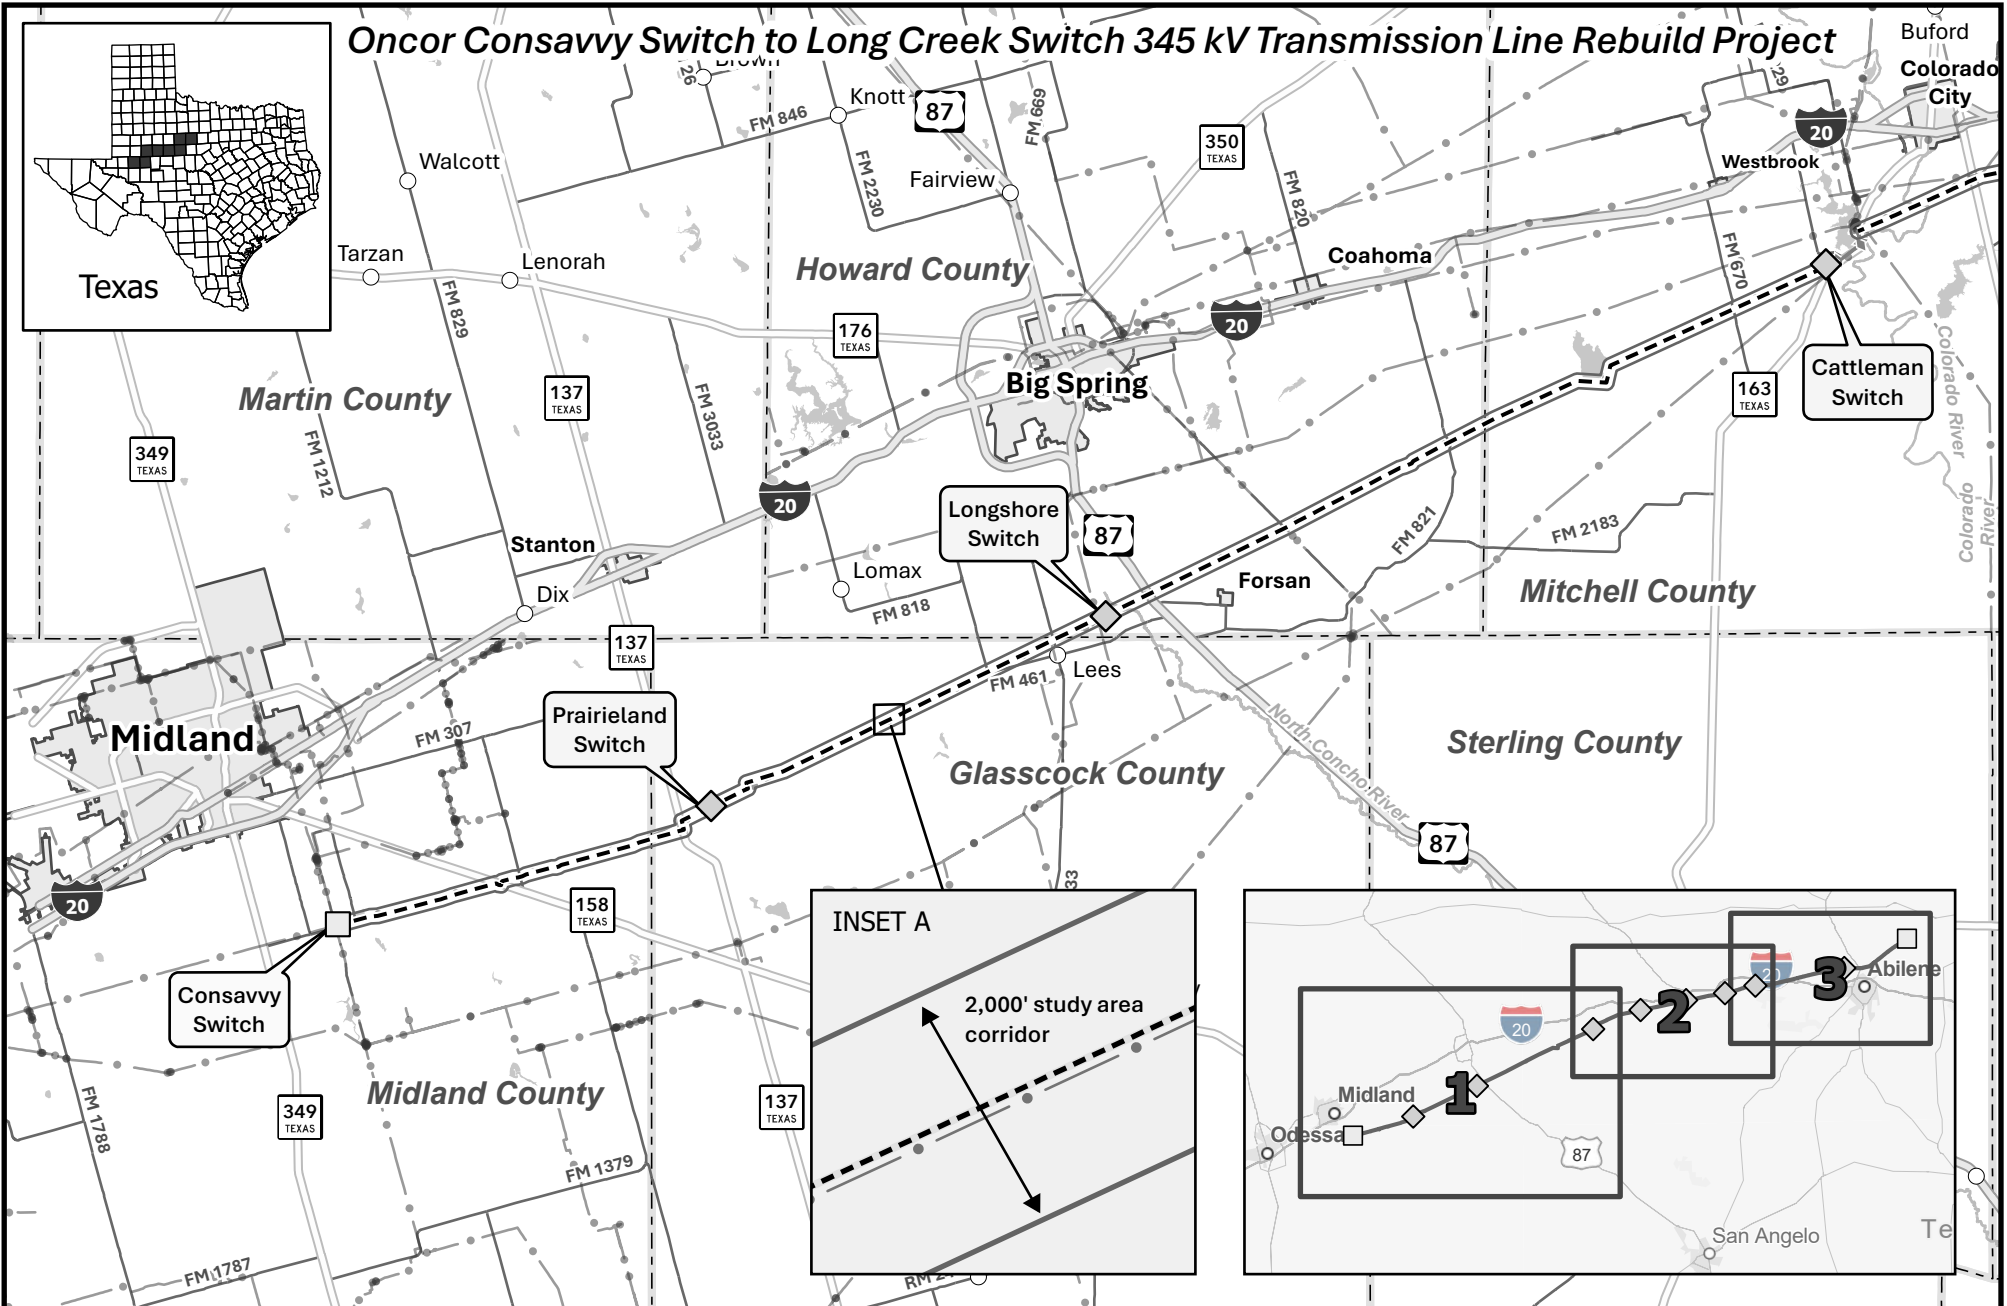 Oncor Consavvy Switch to Long Creek Switch 345 kV Transmission Line Rebuild Project
Texas
Buford
Colorado
City
Brown
Knott
87
FM 669
FM 846
350
TEXAS
20
Walcott
FM 2230
Fairview
Westbrook
FM 820
Tarzan
Lenorah
Howard County
Coahoma
FM 670
FM 829
176
TEXAS
20
Colorado River
Cattleman
Switch
Martin County
137
TEXAS
FM 3033
Big Spring
163
TEXAS
349
TEXAS
FM 1212
20
Longshore
Switch
87
FM 821
FM 2183
Colorado
River
Stanton
Dix
Lomax
FM 818
Forsan
Mitchell County
137
TEXAS
Lees
FM 461
Prairieland
Switch
Midland
FM 307
North Concho River
Sterling County
Glasscock County
87
20
158
TEXAS
33
Consavvy
Switch
INSET A
2,000' study area
corridor
Midland County
FM 1788
349
TEXAS
137
TEXAS
FM 1379
FM 1787
3
Abilene
20
2
20
1
Midland
Odessa
87
San Angelo
Te